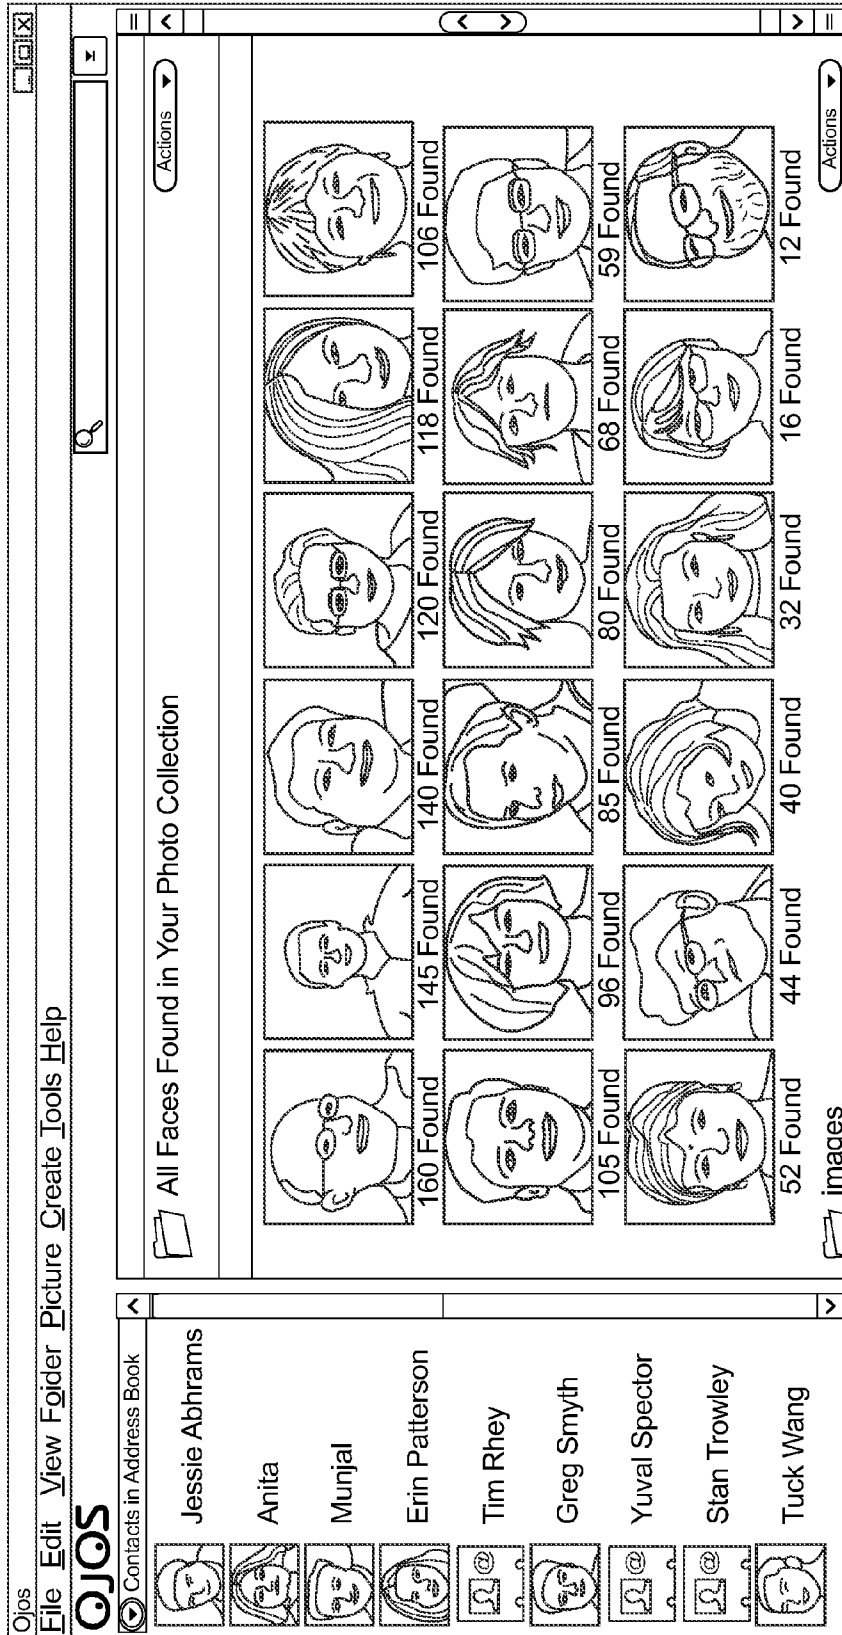 Ojos
File Edit View Folder Picture Create Tools Help
OJOS
Contacts in Address Book
Jessie Abhrams
Anita
Munjal
Erin Patterson
@ Tim Rhey
Greg Smyth
@ Yuval Spector
@ Stan Trowley
Tuck Wang
All Faces Found in Your Photo Collection
Actions
160 Found 145 Found 140 Found 120 Found 118 Found 106 Found
105 Found 96 Found 85 Found 80 Found 68 Found 59 Found
52 Found 44 Found 40 Found 32 Found 16 Found 12 Found
images
Actions